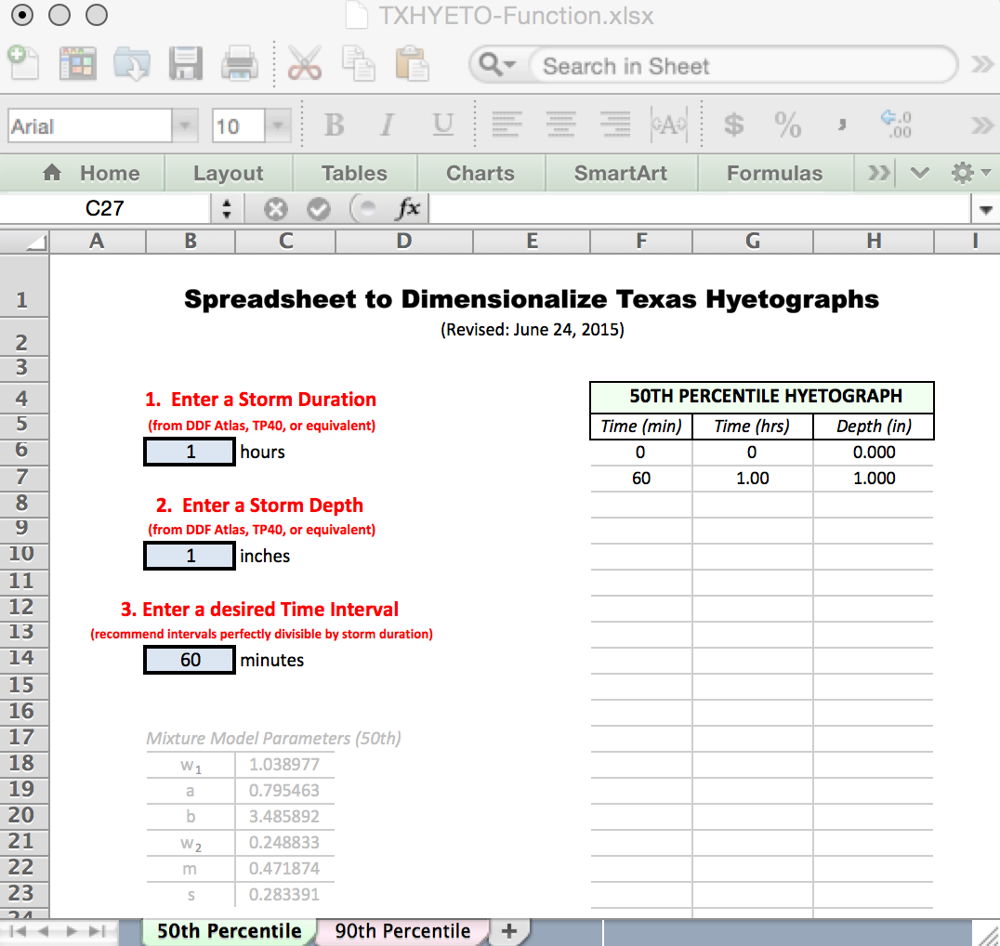 TXHYETO-Function.xlsx
Search in Sheet
Arial 10 B I U A $ % , .0 .00
Home Layout Tables Charts SmartArt Formulas
C27 fx
A B C D E F G H I
1 Spreadsheet to Dimensionalize Texas Hyetographs
2 (Revised: June 24, 2015)
3
4 1. Enter a Storm Duration 50TH PERCENTILE HYETOGRAPH
5 (from DDF Atlas, TP40, or equivalent) Time (min) Time (hrs) Depth (in)
6 1 hours 0 0 0.000
7 60 1.00 1.000
8 2. Enter a Storm Depth
9 (from DDF Atlas, TP40, or equivalent)
10 1 inches
11
12 3. Enter a desired Time Interval
13 (recommend intervals perfectly divisible by storm duration)
14 60 minutes
15
16
17 Mixture Model Parameters (50th)
18 w1 1.038977
19 a 0.795463
20 b 3.485892
21 w2 0.248833
22 m 0.471874
23 s 0.283391
24
50th Percentile 90th Percentile +